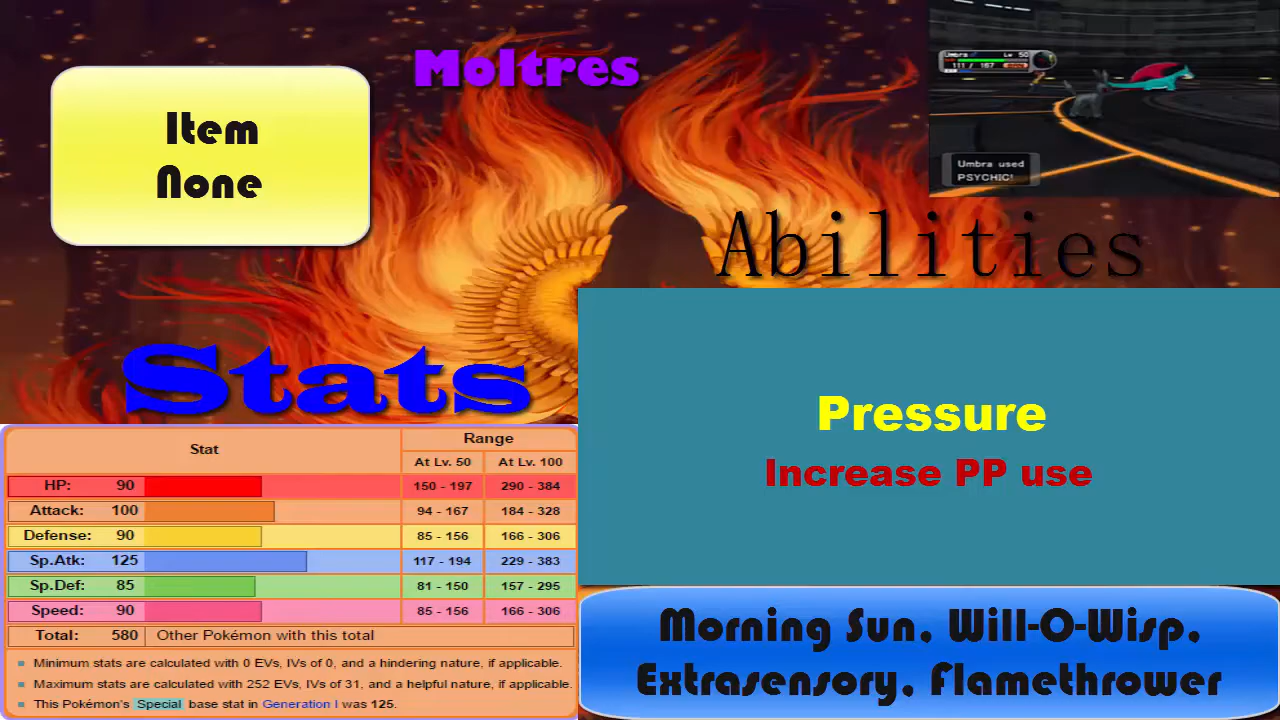 Moltres
Item
None
Umbra
Lv 50
111 / 167
Umbra used
PSYCHIC!
Abilities
Pressure
Increase PP use
Stats
Stat Range
At Lv. 50 At Lv. 100
HP: 90 150 - 197 290 - 384
Attack: 100 94 - 167 184 - 328
Defense: 90 85 - 156 166 - 306
Sp.Atk: 125 117 - 194 229 - 383
Sp.Def: 85 81 - 150 157 - 295
Speed: 90 85 - 156 166 - 306
Total: 580 Other Pokémon with this total
Minimum stats are calculated with 0 EVs, IVs of 0, and a hindering nature, if applicable.
Maximum stats are calculated with 252 EVs, IVs of 31, and a helpful nature, if applicable.
This Pokémon's Special base stat in Generation I was 125.
Morning Sun, Will-O-Wisp,
Extrasensory, Flamethrower